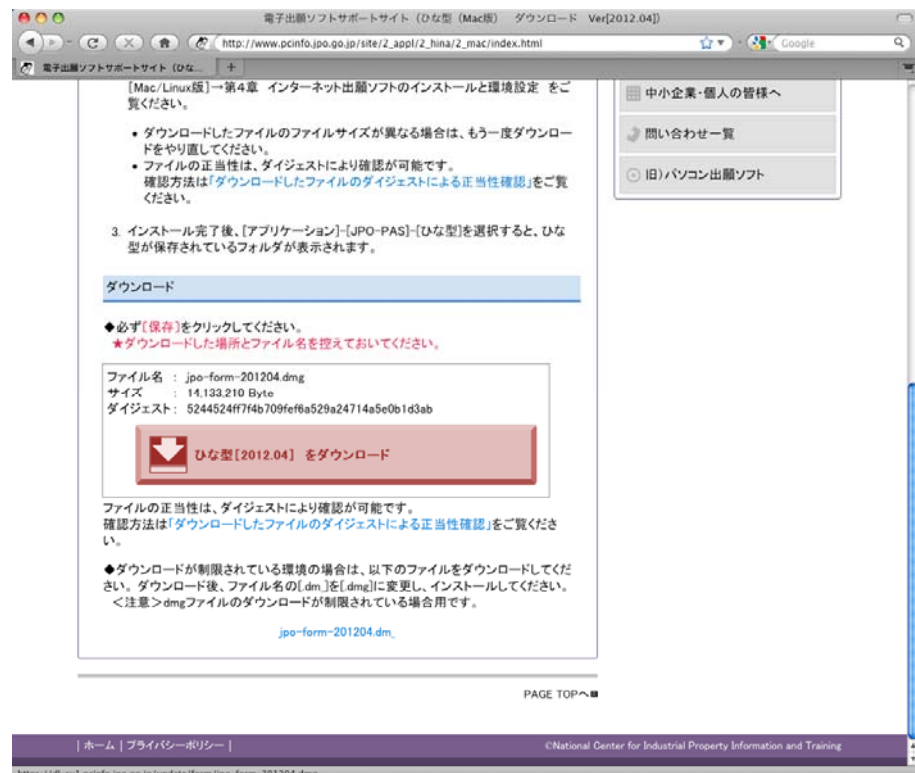 電子出願ソフトサポートサイト（ひな型（Mac版） ダウンロード Ver[2012.04]）
http://www.pcinfo.jpo.go.jp/site/2_appl/2_hina/2_mac/index.html
Google
電子出願ソフトサポートサイト（ひな...
[Mac/Linux版]→第4章 インターネット出願ソフトのインストールと環境設定 をご
覧ください。
• ダウンロードしたファイルのファイルサイズが異なる場合は、もう一度ダウンロー
ドをやり直してください。
• ファイルの正当性は、ダイジェストにより確認が可能です。
確認方法は「ダウンロードしたファイルのダイジェストによる正当性確認」をご覧
ください。
3. インストール完了後、[アプリケーション]-[JPO-PAS]-[ひな型]を選択すると、ひな
型が保存されているフォルダが表示されます。
中小企業・個人の皆様へ
問い合わせ一覧
旧）パソコン出願ソフト
ダウンロード
◆必ず［保存］をクリックしてください。
★ダウンロードした場所とファイル名を控えておいてください。
ファイル名 : jpo-form-201204.dmg
サイズ : 14,133,210 Byte
ダイジェスト: 5244524ff7f4b709fef6a529a24714a5e0b1d3ab
ひな型[2012.04] をダウンロード
ファイルの正当性は、ダイジェストにより確認が可能です。
確認方法は「ダウンロードしたファイルのダイジェストによる正当性確認」をご覧くださ
い。
◆ダウンロードが制限されている環境の場合は、以下のファイルをダウンロードしてくだ
さい。ダウンロード後、ファイル名の[.dm_]を[.dmg]に変更し、インストールしてください。
＜注意＞dmgファイルのダウンロードが制限されている場合用です。
jpo-form-201204.dm_
PAGE TOPへ
| ホーム | プライバシーポリシー |
©National Center for Industrial Property Information and Training